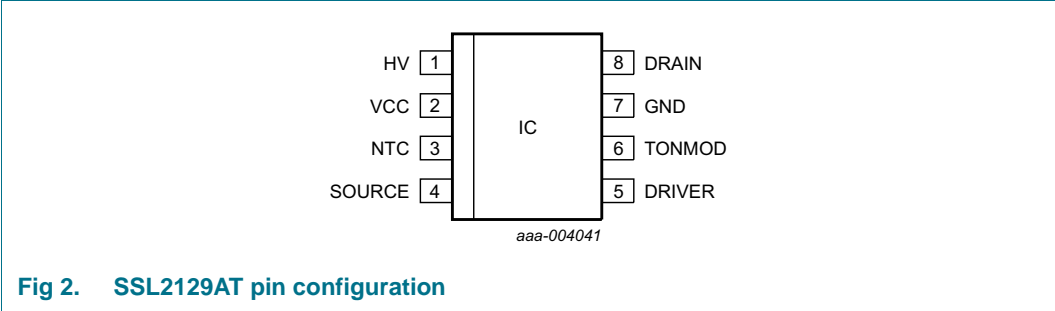 HV 1 8 DRAIN
VCC 2 7 GND
IC
NTC 3 6 TONMOD
SOURCE 4 5 DRIVER
aaa-004041
Fig 2. SSL2129AT pin configuration